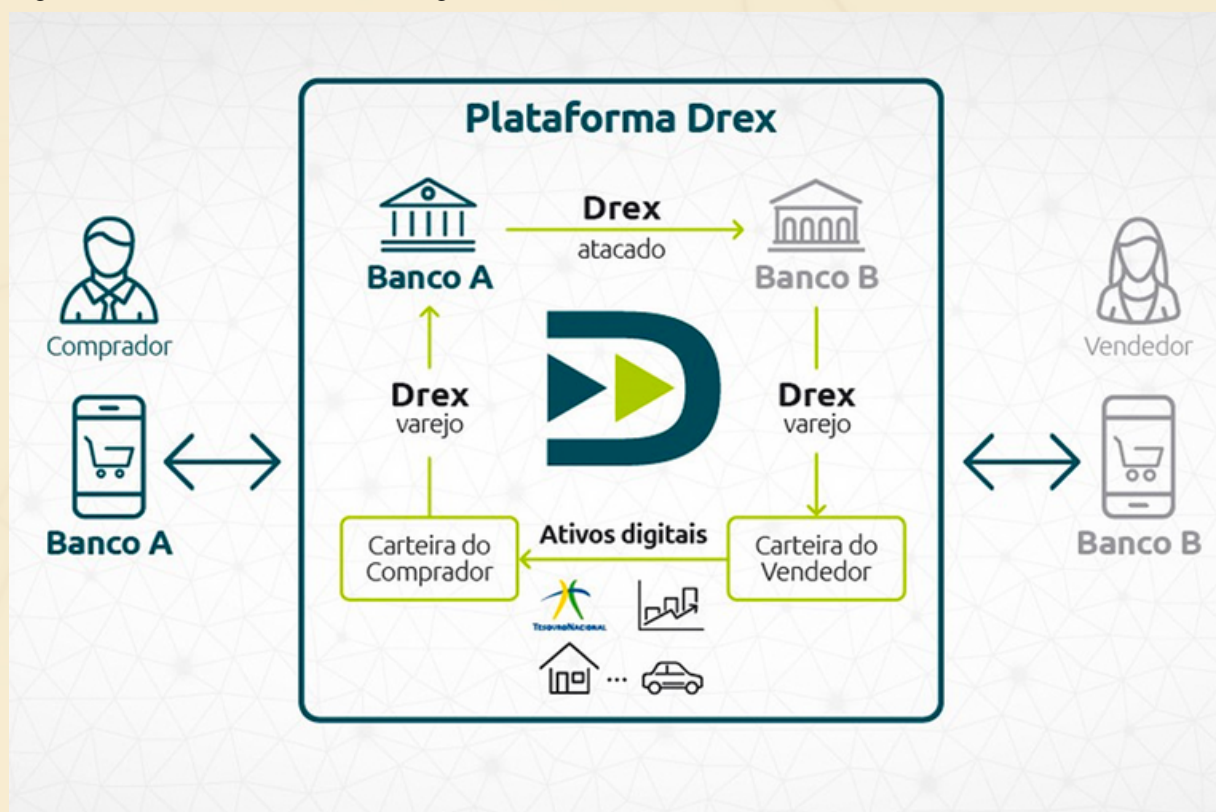 Plataforma Drex
Banco A
Drex
atacado
Banco B
Comprador
Banco A
Vendedor
Banco B
Drex
varejo
Drex
varejo
Carteira do
Comprador
Ativos digitais
Carteira do
Vendedor
TESOURONACIONAL
...